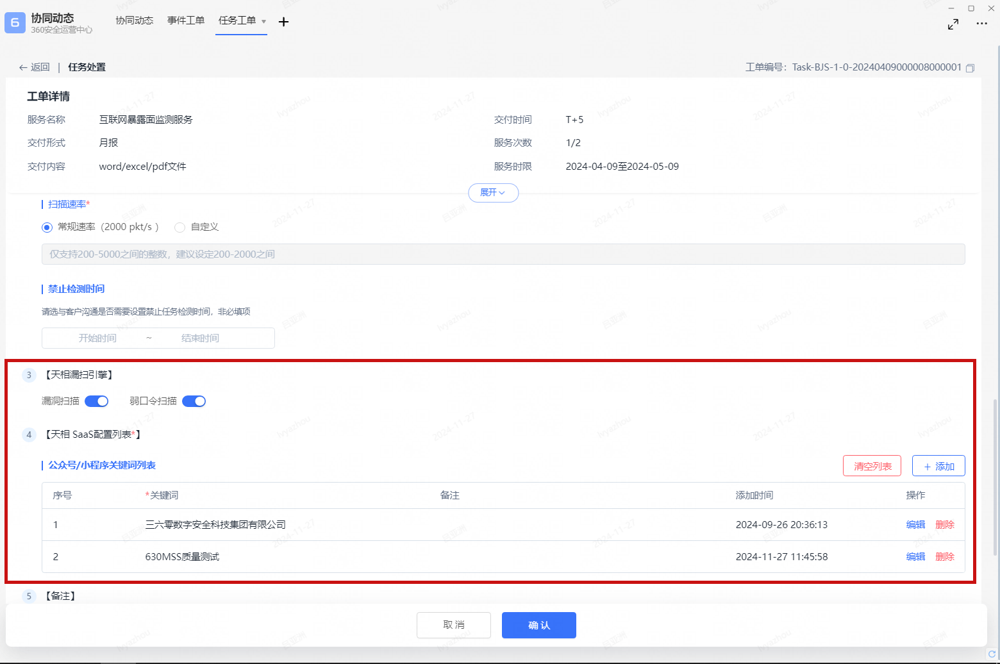 6 协同动态
360安全运营中心
协同动态 事件工单 任务工单
返回 | 任务处置 工单编号: Task-BJS-1-0-20240409000008000001
工单详情
服务名称 互联网暴露面监测服务 交付时间 T+5
交付形式 月报 服务次数 1/2
交付内容 word/excel/pdf文件 服务时限 2024-04-09至2024-05-09
展开
扫描速率*
常规速率（2000 pkt/s ） 自定义
仅支持200-5000之间的整数，建议设定200-2000之间
禁止检测时间
请选与客户沟通是否需要设置禁止任务检测时间，非必填项
开始时间 ~ 结束时间
3 【天相漏扫引擎】
漏洞扫描 弱口令扫描
4 【天相 SaaS配置列表*】
公众号/小程序关键词列表 清空列表 + 添加
序号 *关键词 备注 添加时间 操作
1 三六零数字安全科技集团有限公司 2024-09-26 20:36:13 编辑 删除
2 630MSS质量测试 2024-11-27 11:45:58 编辑 删除
5 【备注】
取 消 确 认
吕亚洲
lvyazhou
2024-11-27